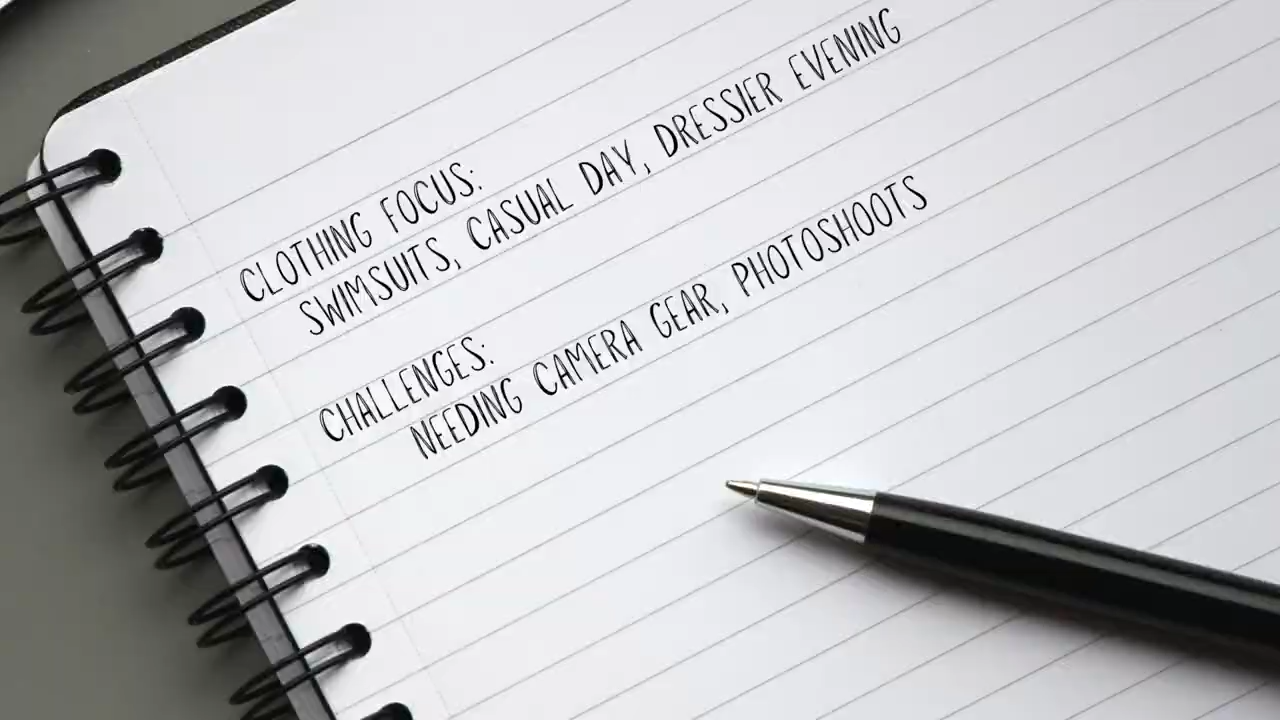 CLOTHING FOCUS:
SWIMSUITS, CASUAL DAY, DRESSIER EVENING
CHALLENGES:
NEEDING CAMERA GEAR, PHOTOSHOOTS